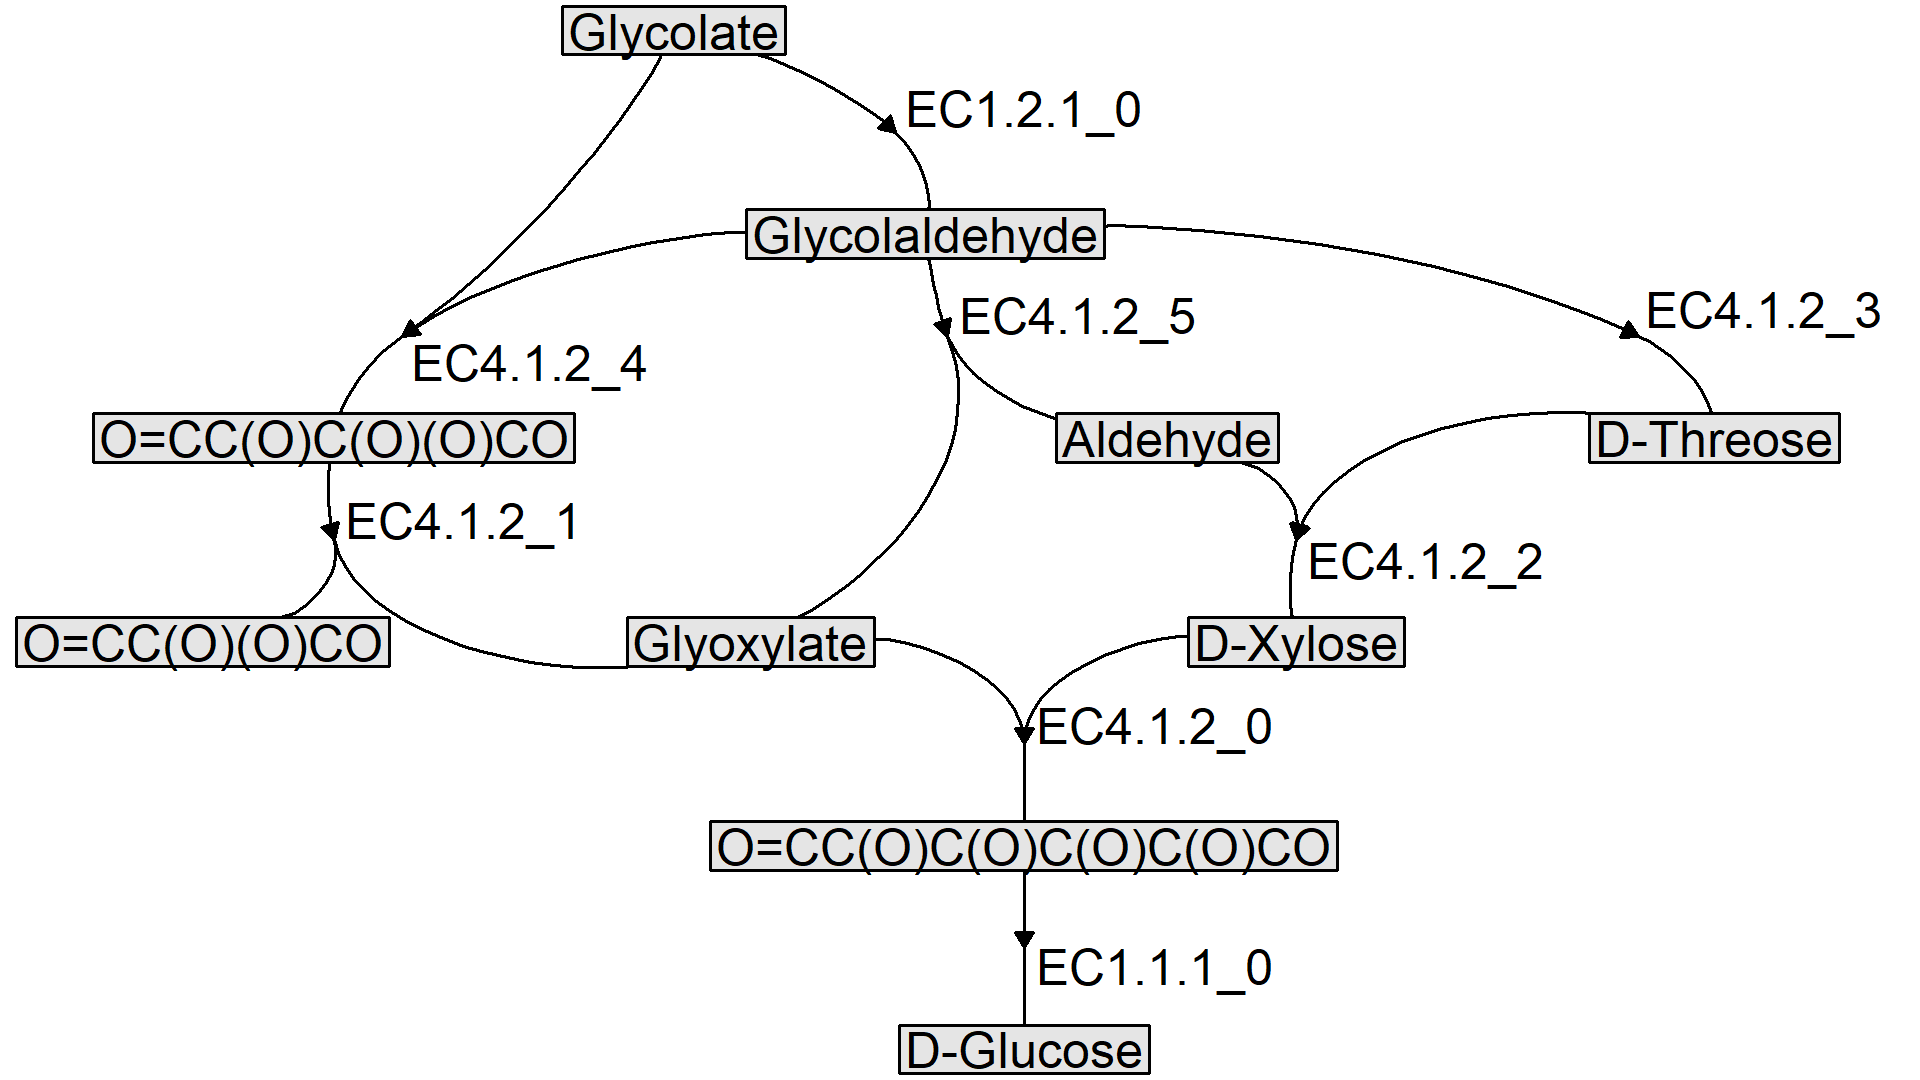 Glycolate
EC1.2.1_0
Glycolaldehyde
EC4.1.2_5
EC4.1.2_3
EC4.1.2_4
O=CC(O)C(O)(O)CO
Aldehyde
D-Threose
EC4.1.2_1
EC4.1.2_2
O=CC(O)(O)CO
Glyoxylate
D-Xylose
EC4.1.2_0
O=CC(O)C(O)C(O)C(O)CO
EC1.1.1_0
D-Glucose